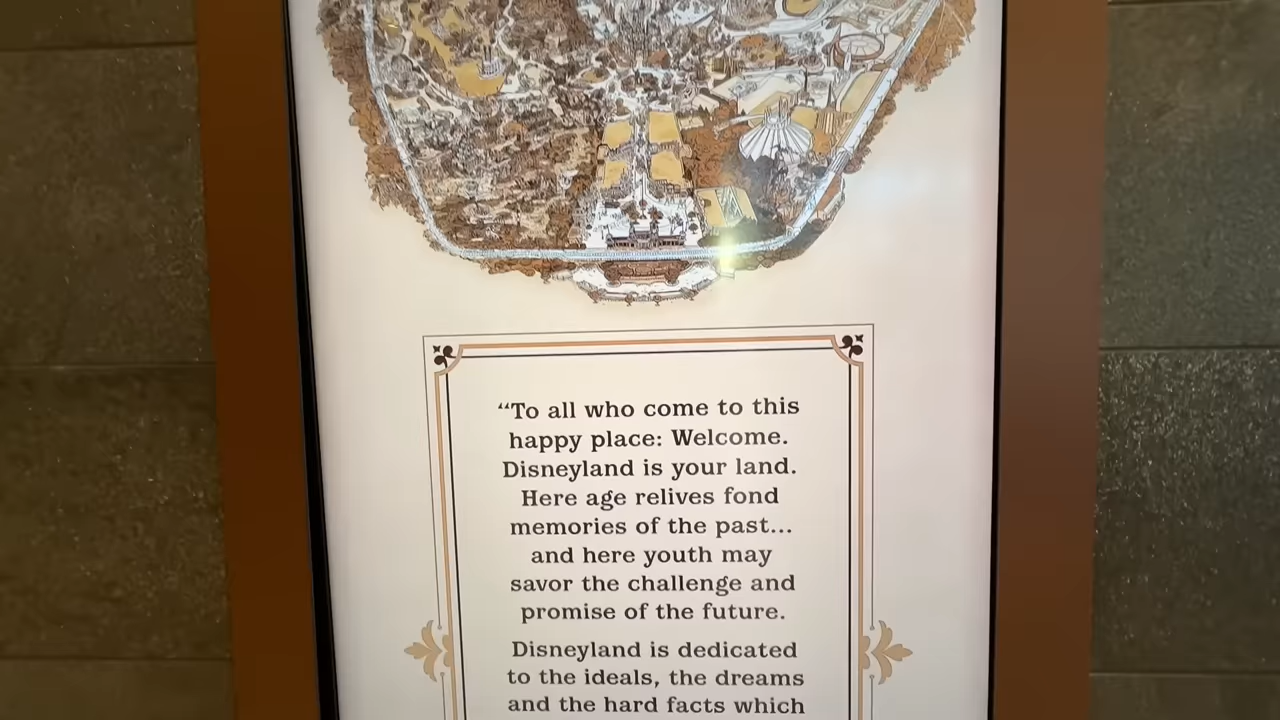 “To all who come to this
happy place: Welcome.
Disneyland is your land.
Here age relives fond
memories of the past...
and here youth may
savor the challenge and
promise of the future.
Disneyland is dedicated
to the ideals, the dreams
and the hard facts which